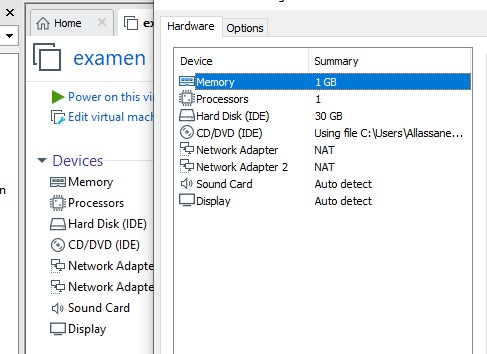 Home
ex
examen
Power on this vi
Edit virtual mac
Devices
Memory
Processors
Hard Disk (IDE)
CD/DVD (IDE)
Network Adapte
Network Adapte
Sound Card
Display
Hardware
Options
Device Summary
Memory 1 GB
Processors 1
Hard Disk (IDE) 30 GB
CD/DVD (IDE) Using file C:\Users\Allassane...
Network Adapter NAT
Network Adapter 2 NAT
Sound Card Auto detect
Display Auto detect